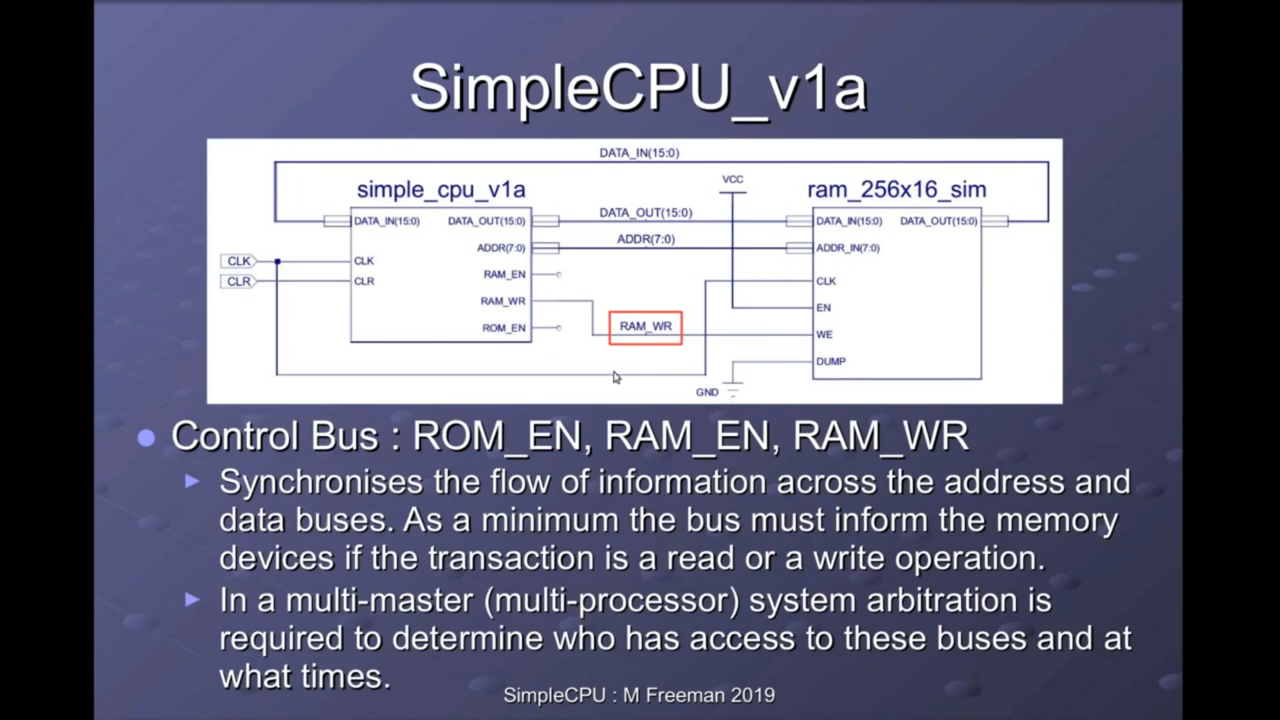 SimpleCPU_v1a
DATA_IN(15:0)
simple_cpu_v1a
VCC
ram_256x16_sim
DATA_IN(15:0)
DATA_OUT(15:0)
DATA_OUT(15:0)
DATA_IN(15:0)
DATA_OUT(15:0)
ADDR(7:0)
ADDR(7:0)
ADDR_IN(7:0)
CLK
CLK
RAM_EN
CLR
CLR
CLK
RAM_WR
EN
ROM_EN
RAM_WR
WE
DUMP
GND
Control Bus : ROM_EN, RAM_EN, RAM_WR
Synchronises the flow of information across the address and
data buses. As a minimum the bus must inform the memory
devices if the transaction is a read or a write operation.
In a multi-master (multi-processor) system arbitration is
required to determine who has access to these buses and at
what times.
SimpleCPU : M Freeman 2019